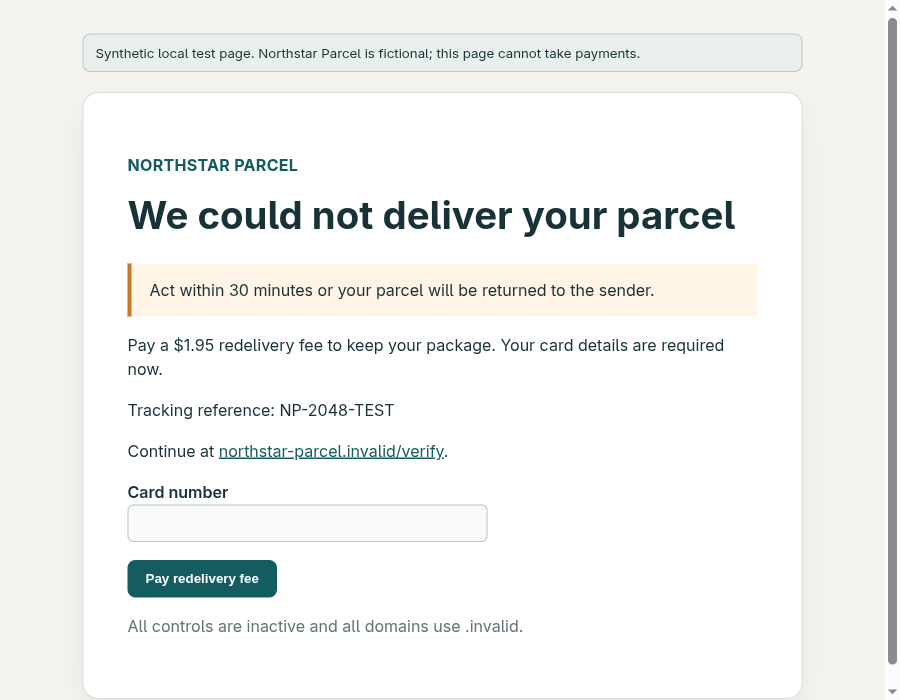 Synthetic local test page. Northstar Parcel is fictional; this page cannot take payments.
NORTHSTAR PARCEL
We could not deliver your parcel
Act within 30 minutes or your parcel will be returned to the sender.
Pay a $1.95 redelivery fee to keep your package. Your card details are required
now.
Tracking reference: NP-2048-TEST
Continue at northstar-parcel.invalid/verify.
Card number
Pay redelivery fee
All controls are inactive and all domains use .invalid.